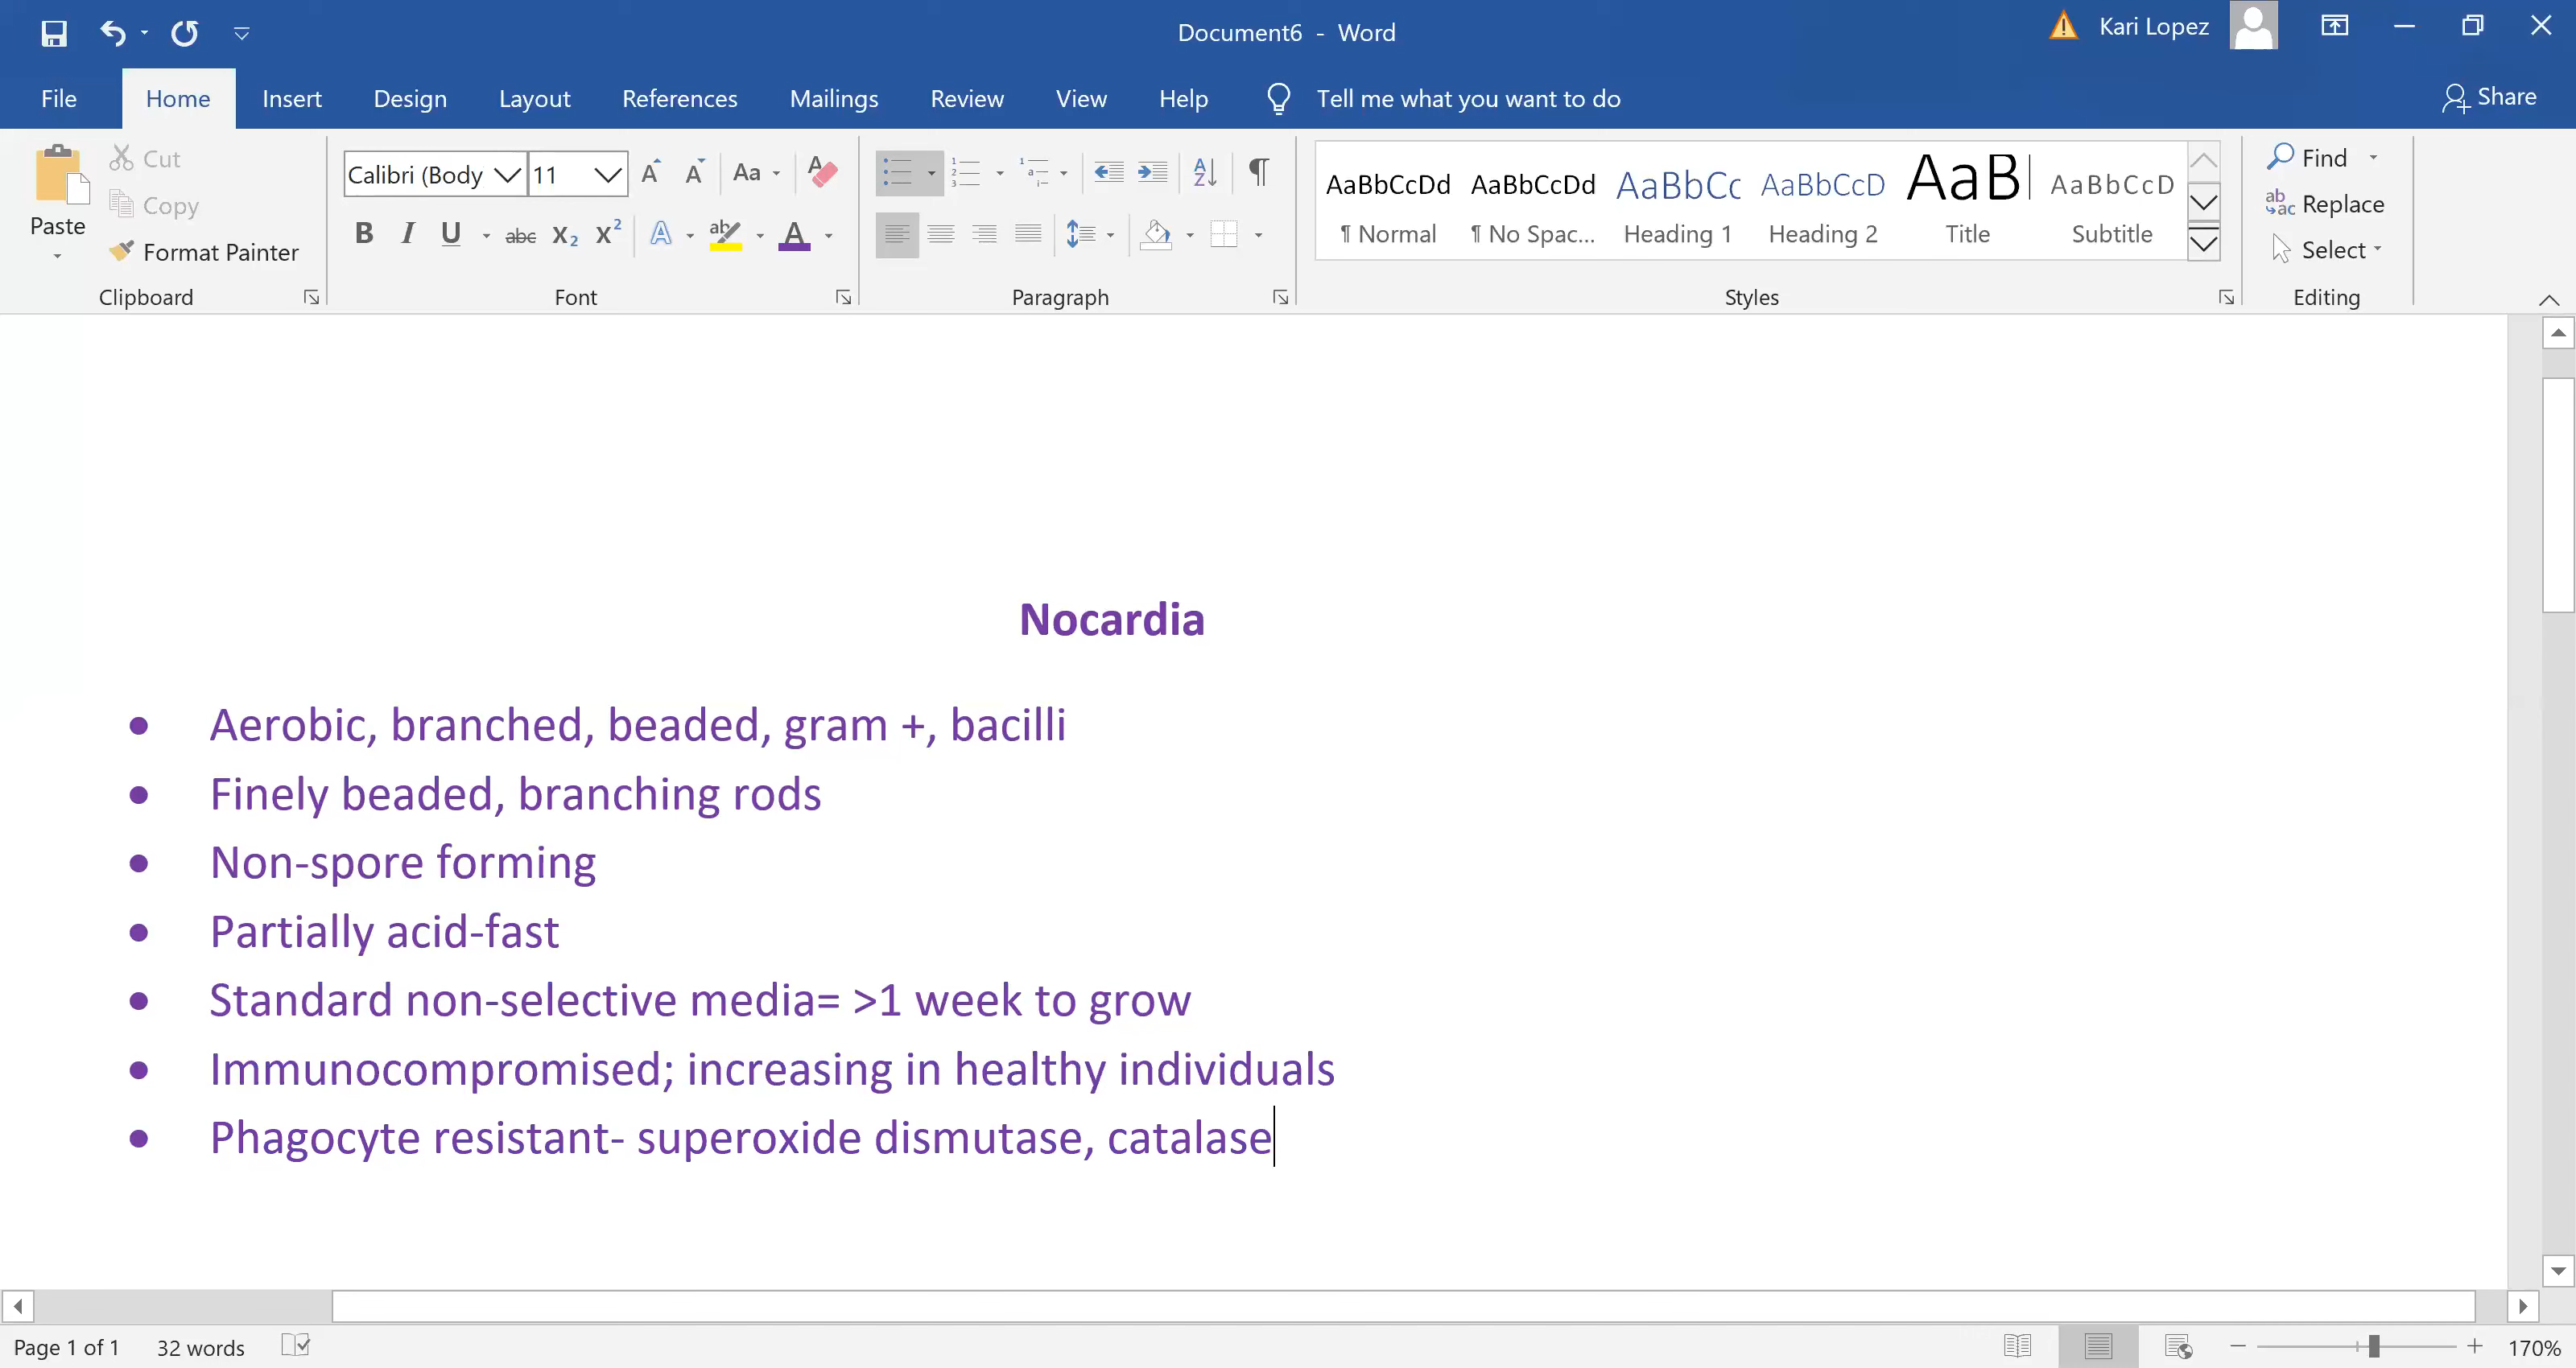 Document6 - Word
Kari Lopez
File Home Insert Design Layout References Mailings Review View Help Tell me what you want to do Share
Paste
Cut
Copy
Format Painter
Clipboard
Calibri (Body 11
Font
Paragraph
AaBbCcDd AaBbCcDd AaBbCc AaBbCcD AaB AaBbCcD
¶ Normal ¶ No Spac... Heading 1 Heading 2 Title Subtitle
Styles
Find
Replace
Select
Editing
Nocardia
• Aerobic, branched, beaded, gram +, bacilli
• Finely beaded, branching rods
• Non-spore forming
• Partially acid-fast
• Standard non-selective media= >1 week to grow
• Immunocompromised; increasing in healthy individuals
• Phagocyte resistant- superoxide dismutase, catalase
Page 1 of 1 32 words 170%